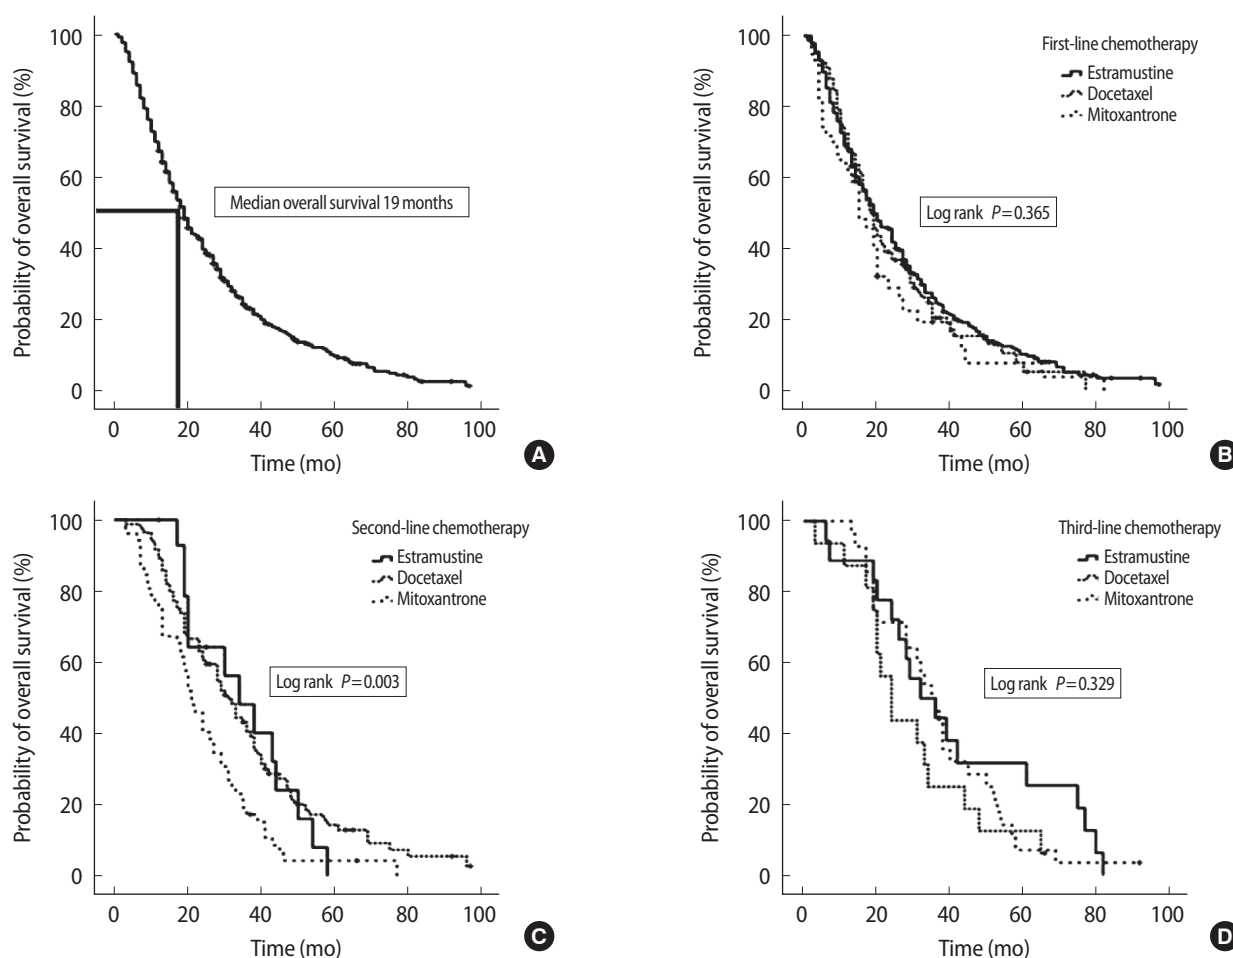 Probability of overall survival (%)
100
80
60
40
20
0
Median overall survival 19 months
0 20 40 60 80 100
Time (mo)
A
Probability of overall survival (%)
100
80
60
40
20
0
First-line chemotherapy
Estramustine
Docetaxel
Mitoxantrone
Log rank P=0.365
0 20 40 60 80 100
Time (mo)
B
Probability of overall survival (%)
100
80
60
40
20
0
Second-line chemotherapy
Estramustine
Docetaxel
Mitoxantrone
Log rank P=0.003
0 20 40 60 80 100
Time (mo)
C
Probability of overall survival (%)
100
80
60
40
20
0
Third-line chemotherapy
Estramustine
Docetaxel
Mitoxantrone
Log rank P=0.329
0 20 40 60 80 100
Time (mo)
D